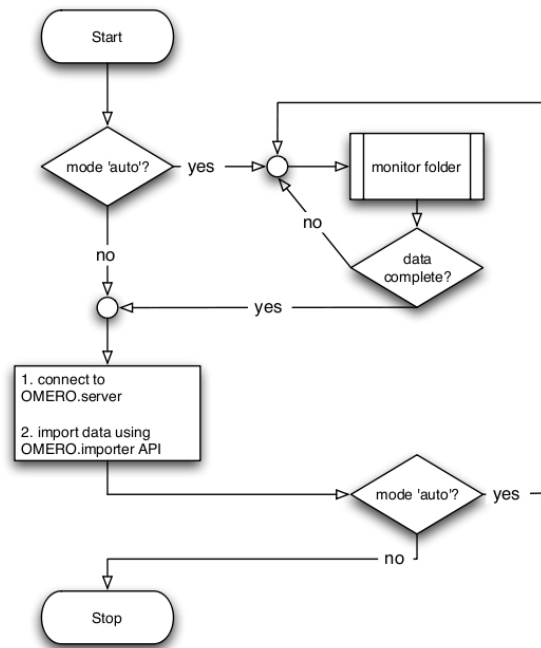 Start
mode 'auto'?
yes
monitor folder
no
no
data
complete?
yes
1. connect to
OMERO.server
2. import data using
OMERO.importer API
mode 'auto'?
yes
no
Stop